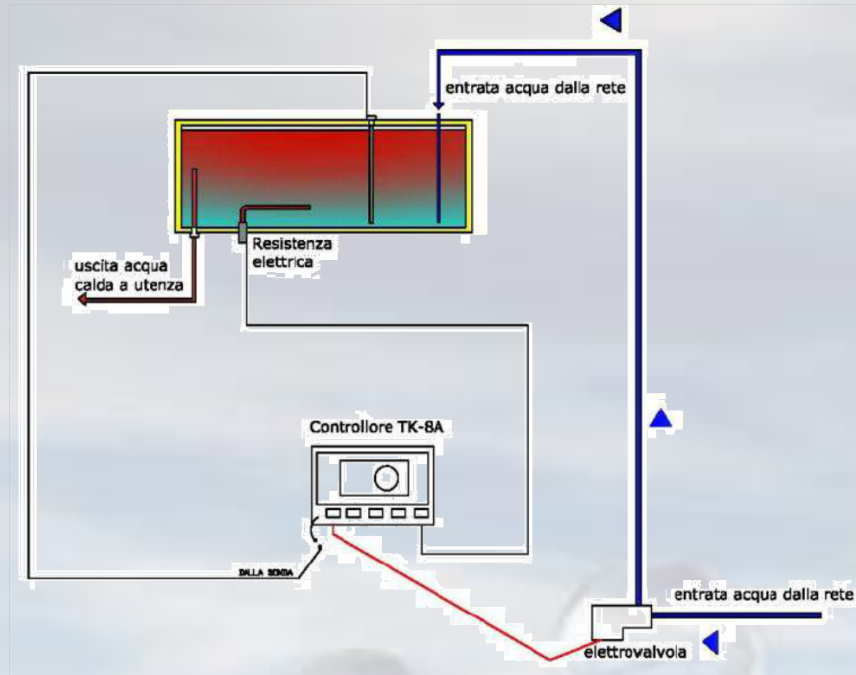 entrata acqua dalla rete
Resistenza
elettrica
uscita acqua
calda a utenza
Controllore TK-8A
DALLA SONDA
entrata acqua dalla rete
elettrovalvola